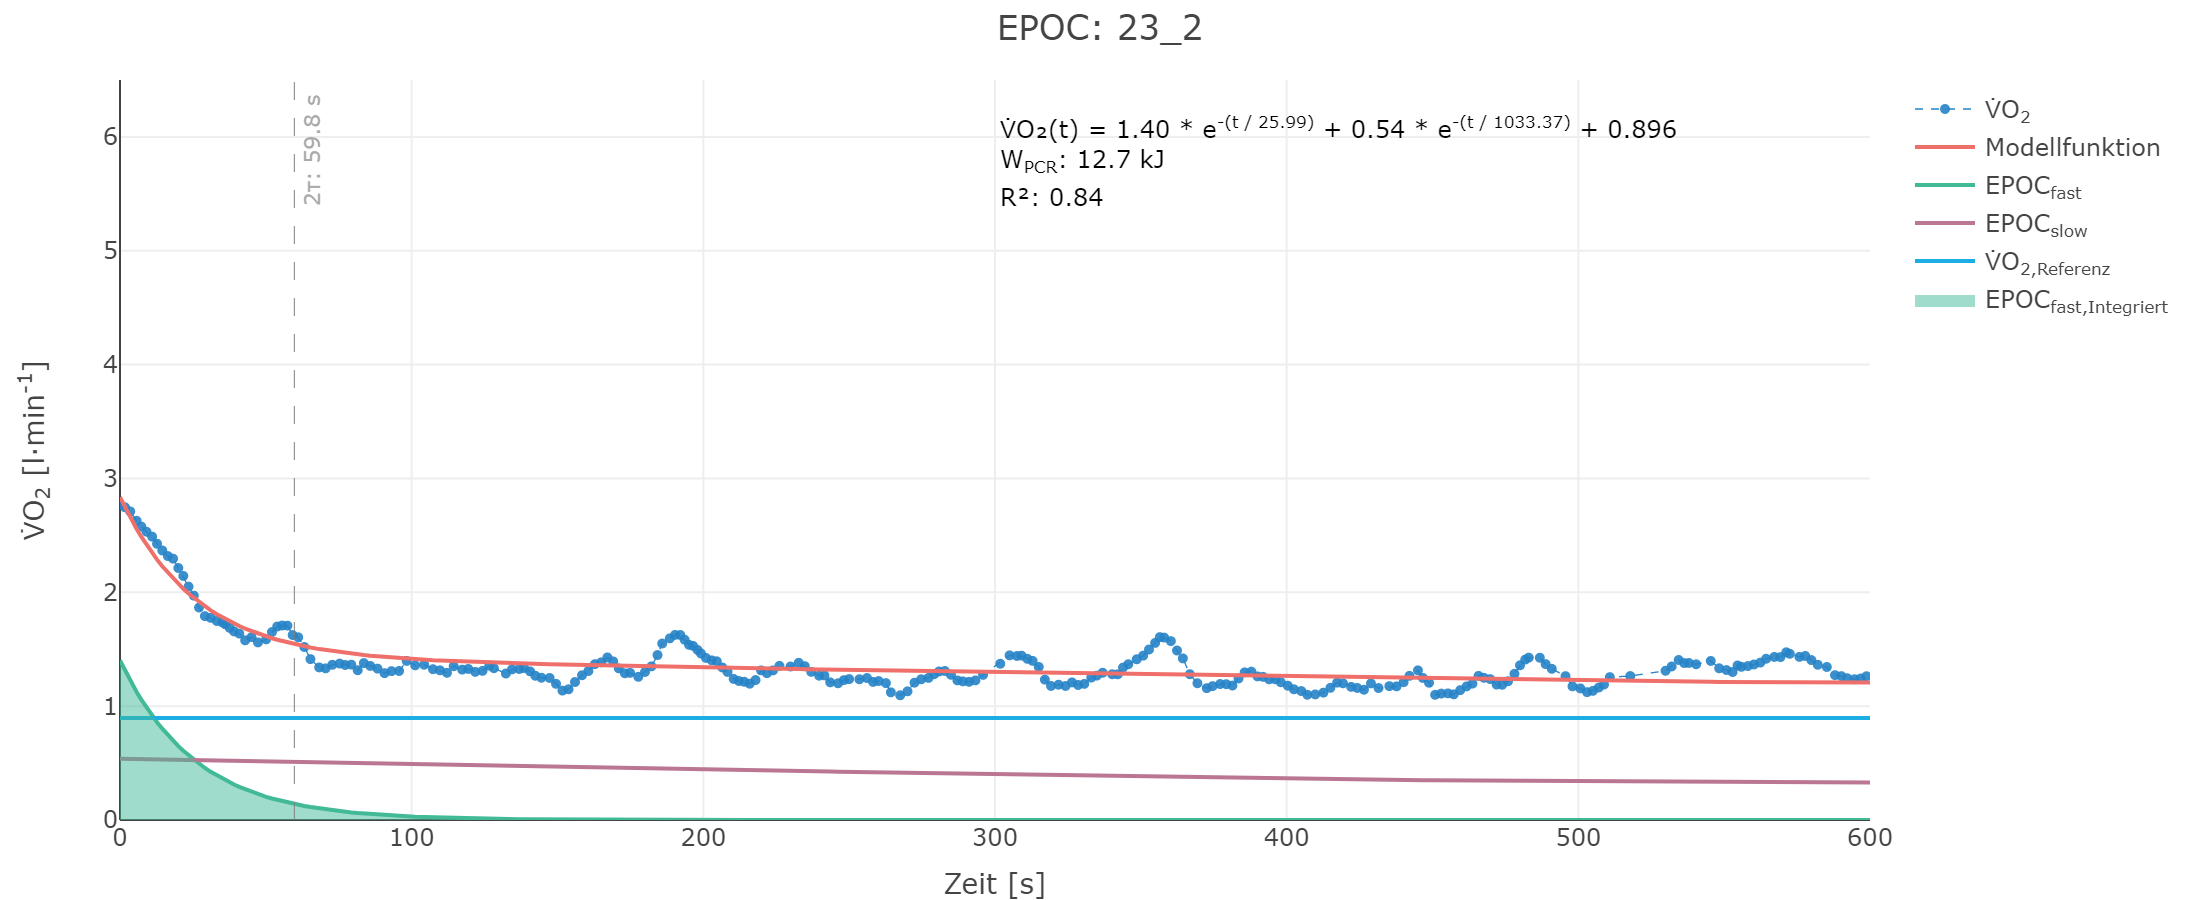 EPOC: 23_2
V̇O₂(t) = 1.40 * e^-(t / 25.99) + 0.54 * e^-(t / 1033.37) + 0.896
W_PCR: 12.7 kJ
R²: 0.84
2τ: 59.8 s
V̇O₂
Modellfunktion
EPOC_fast
EPOC_slow
V̇O₂,Referenz
EPOC_fast,Integriert
V̇O₂ [l·min⁻¹]
6
5
4
3
2
1
0
0 100 200 300 400 500 600
Zeit [s]